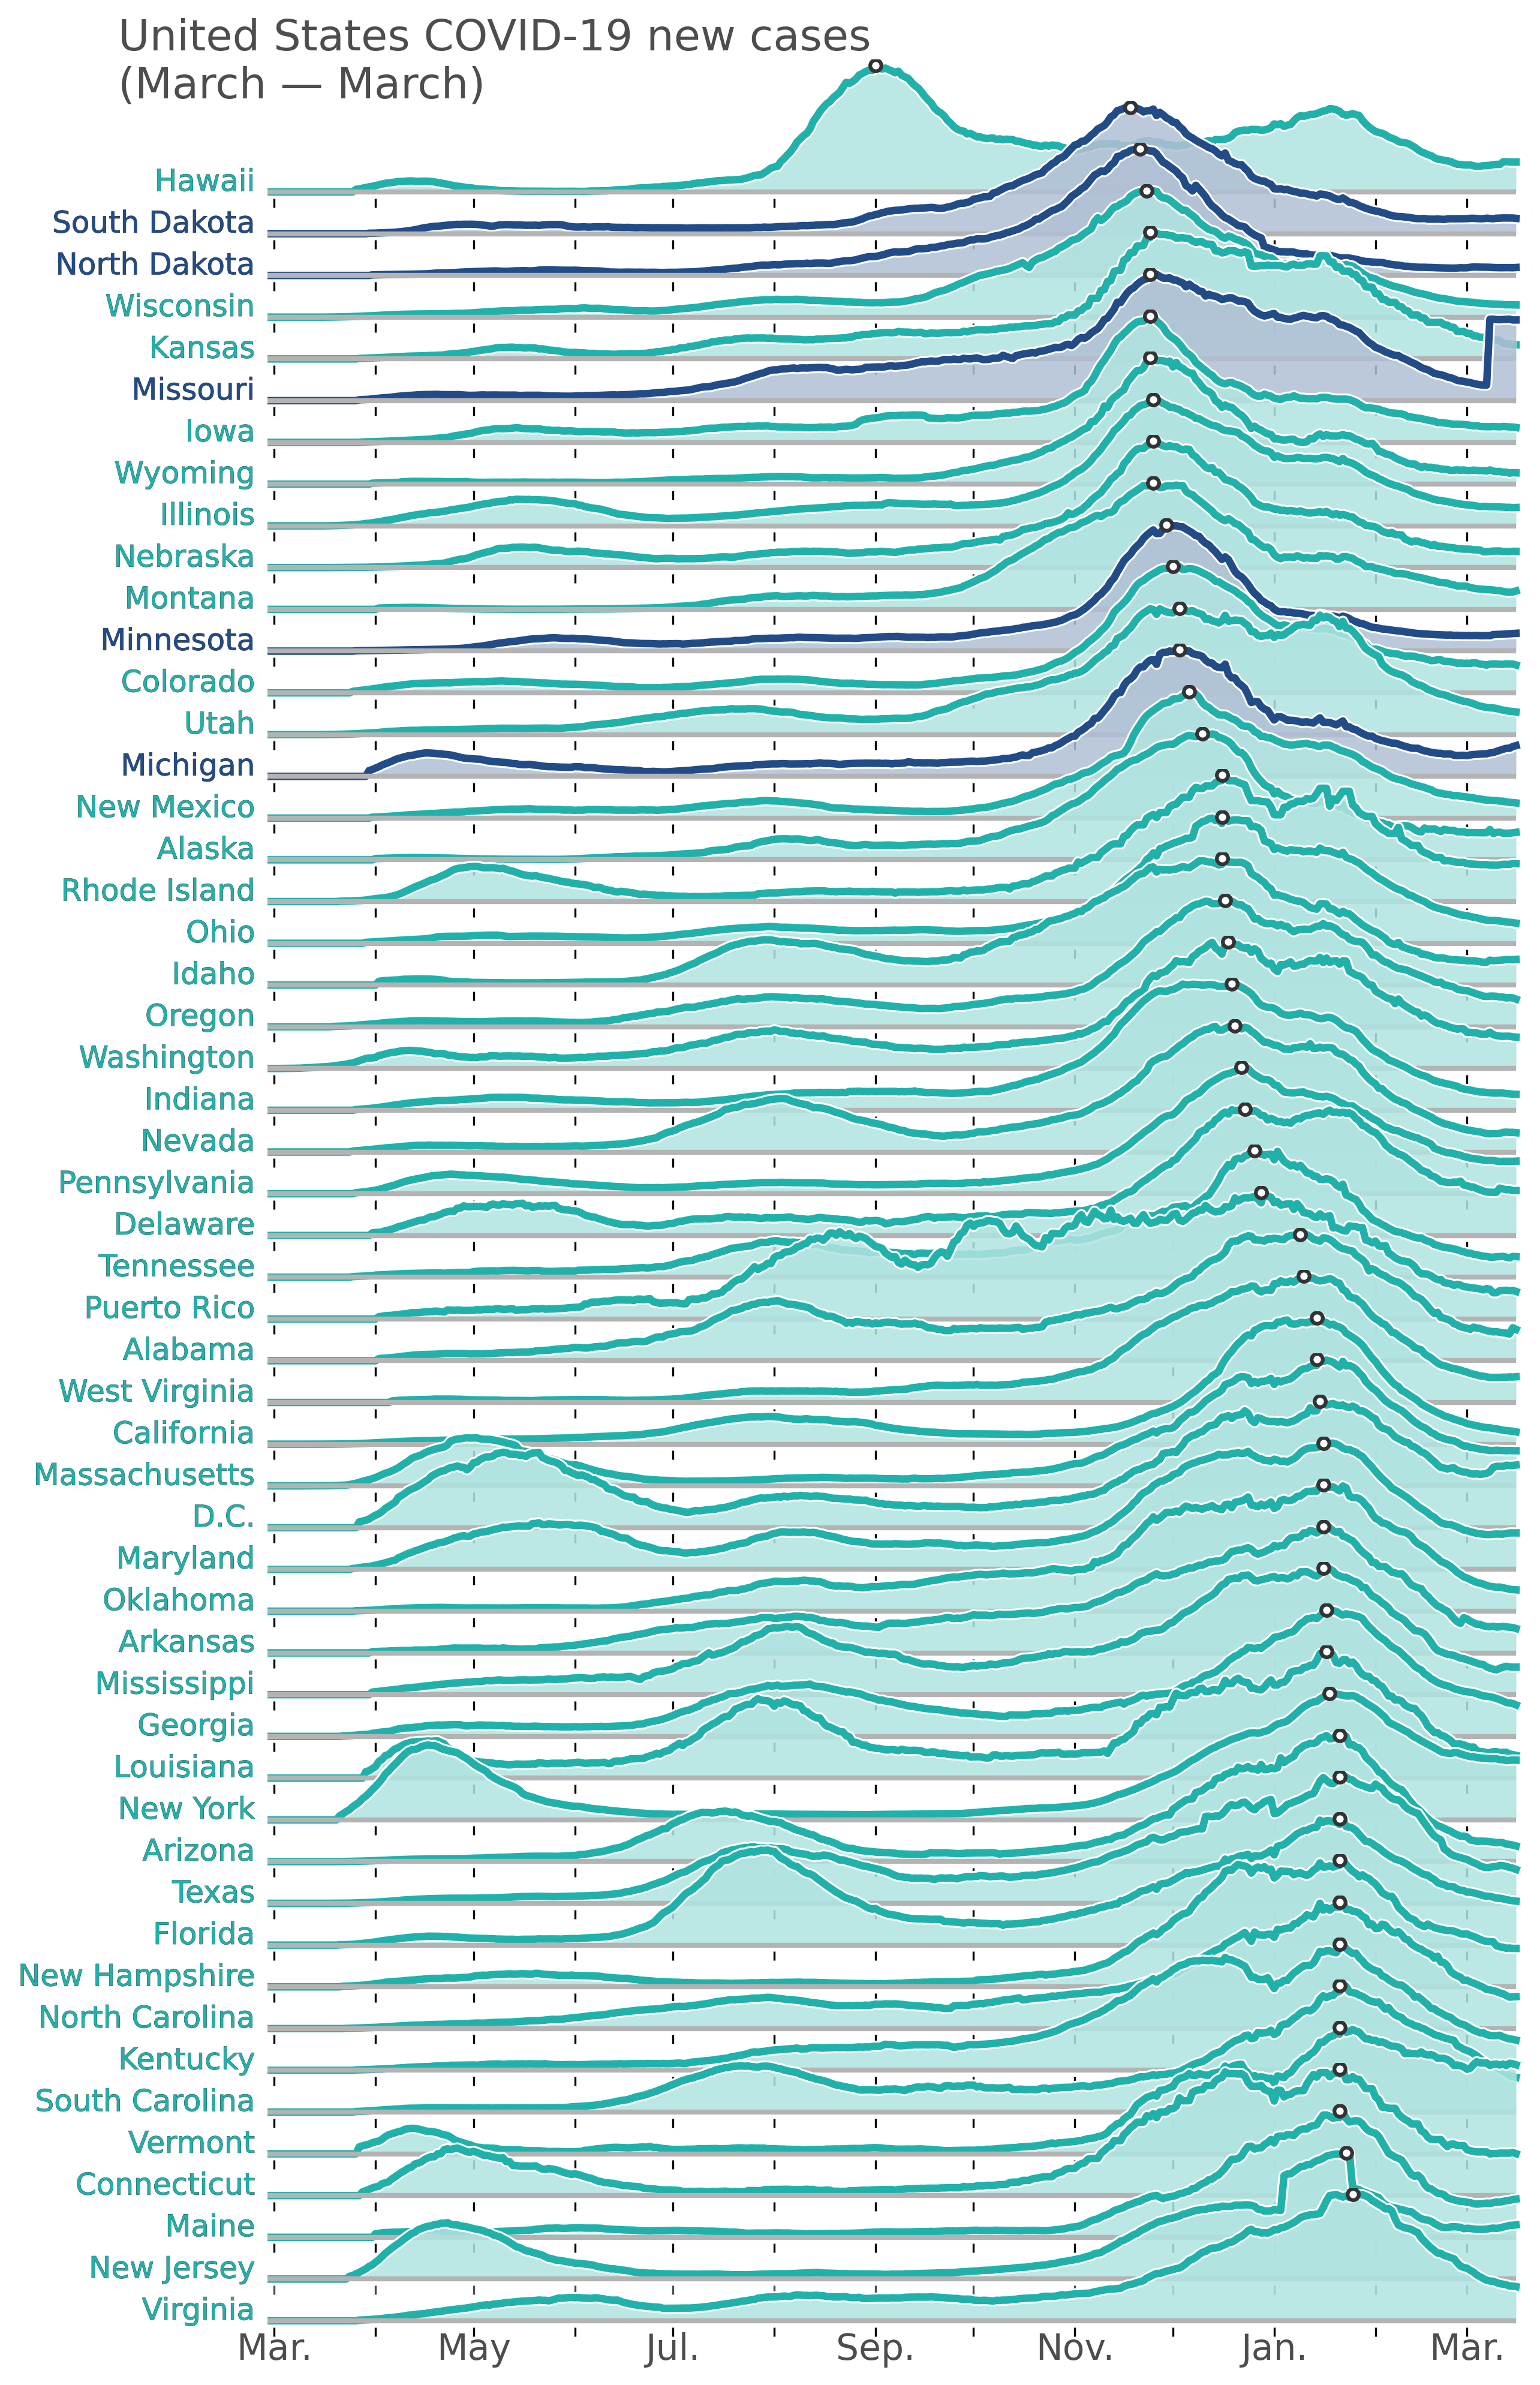 United States COVID-19 new cases
(March — March)
Hawaii
South Dakota
North Dakota
Wisconsin
Kansas
Missouri
Iowa
Wyoming
Illinois
Nebraska
Montana
Minnesota
Colorado
Utah
Michigan
New Mexico
Alaska
Rhode Island
Ohio
Idaho
Oregon
Washington
Indiana
Nevada
Pennsylvania
Delaware
Tennessee
Puerto Rico
Alabama
West Virginia
California
Massachusetts
D.C.
Maryland
Oklahoma
Arkansas
Mississippi
Georgia
Louisiana
New York
Arizona
Texas
Florida
New Hampshire
North Carolina
Kentucky
South Carolina
Vermont
Connecticut
Maine
New Jersey
Virginia
Mar. May Jul. Sep. Nov. Jan. Mar.